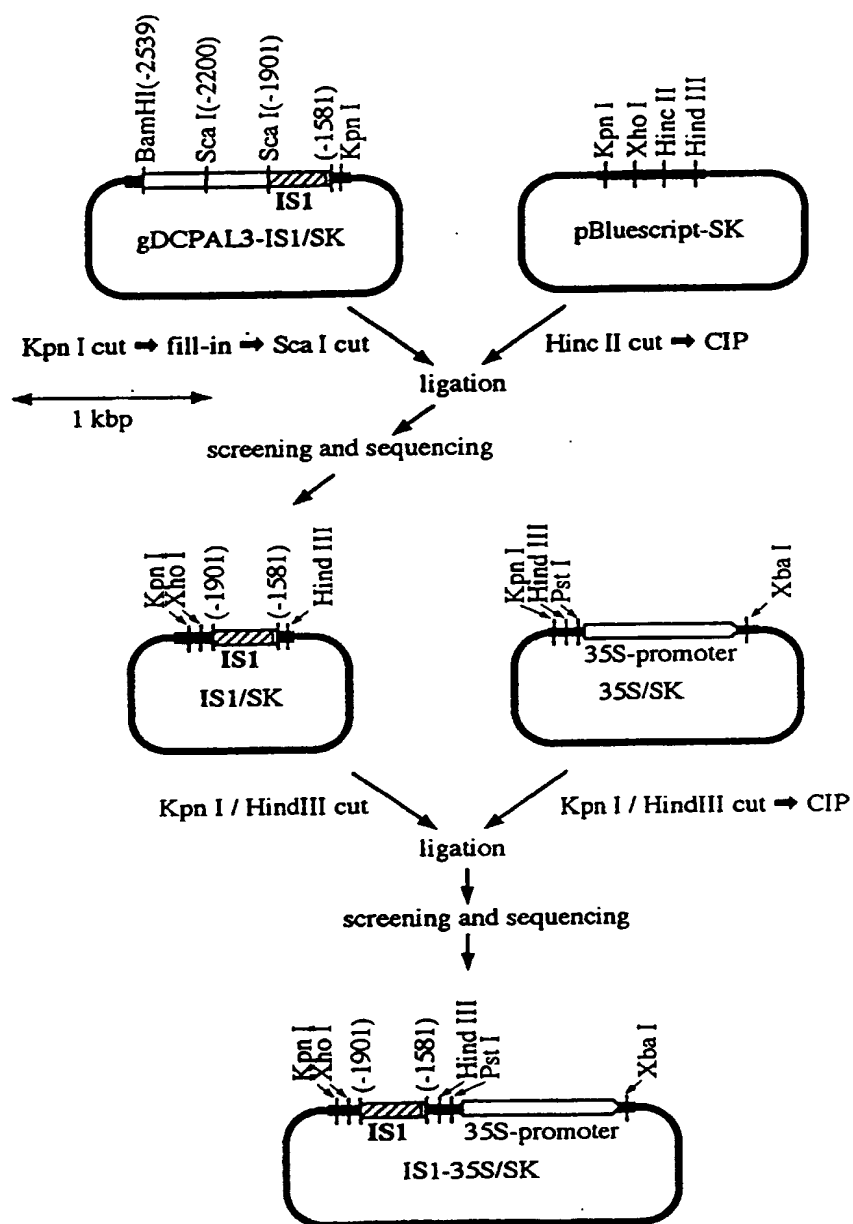 BamHI(-2539)
Sca I(-2200)
Sca I(-1901)
(-1581)
Kpn I
IS1
gDCPAL3-IS1/SK
Kpn I
Xho I
Hinc II
Hind III
pBluescript-SK
Kpn I cut ➡ fill-in ➡ Sca I cut
Hinc II cut ➡ CIP
ligation
1 kbp
screening and sequencing
Kpn I
Xho I
(-1901)
(-1581)
Hind III
IS1
IS1/SK
Kpn I
Hind III
Pst I
Xba I
35S-promoter
35S/SK
Kpn I / HindIII cut
Kpn I / HindIII cut ➡ CIP
ligation
screening and sequencing
Kpn I
Xho I
(-1901)
(-1581)
Hind III
Pst I
Xba I
IS1
35S-promoter
IS1-35S/SK